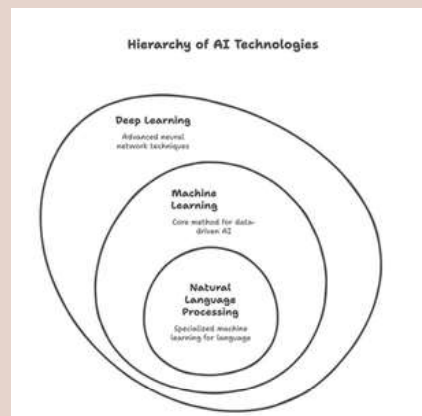 Hierarchy of AI Technologies
Deep Learning
Advanced neural
network techniques
Machine
Learning
Core method for data-
driven AI
Natural
Language
Processing
Specialized machine
learning for language